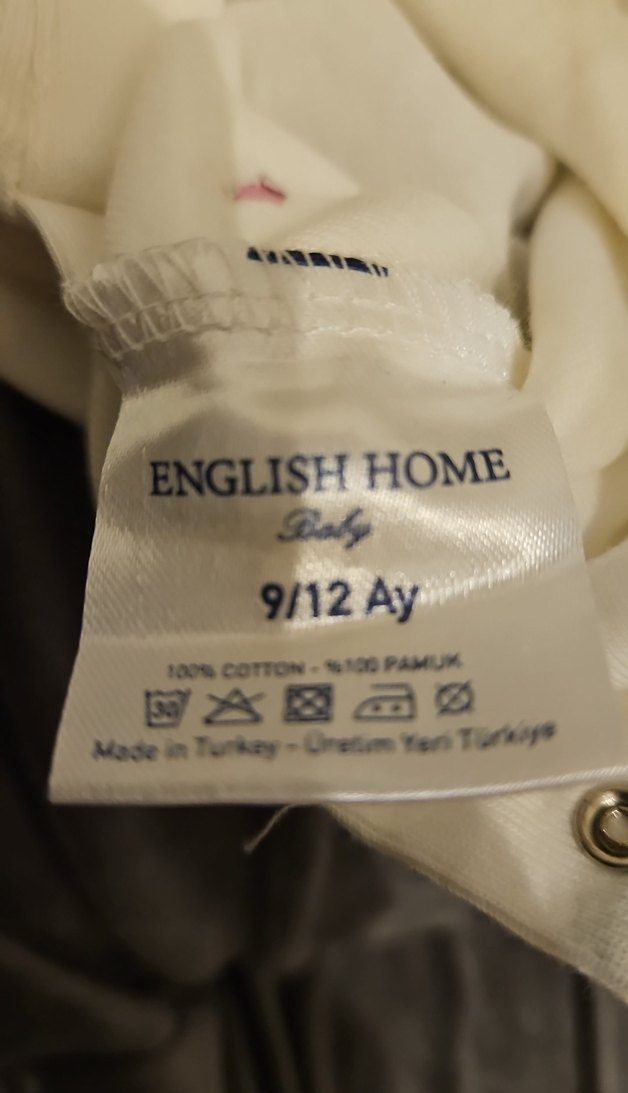 ENGLISH HOME
Baby
9/12 Ay
100% COTTON - %100 PAMUK
30
Made in Turkey - Üretim Yeri Türkiye